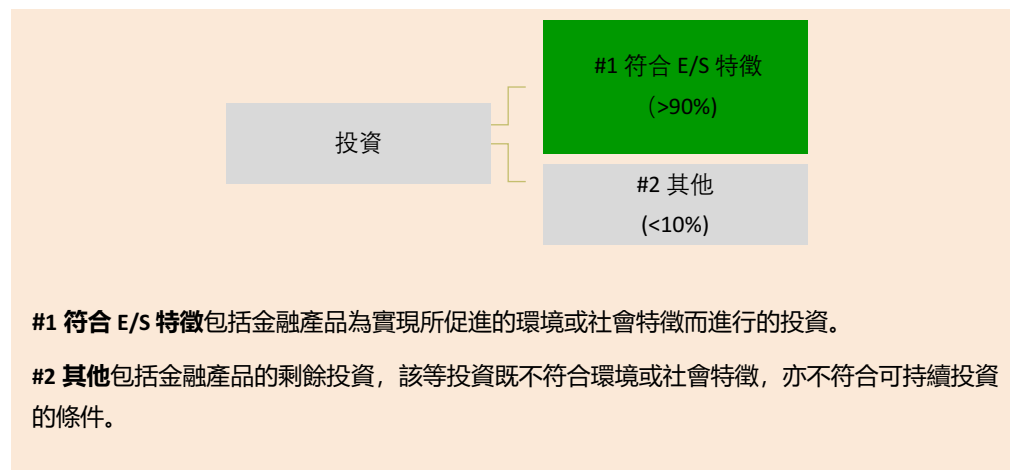 #1 符合 E/S 特徵
（>90%)
投資
#2 其他
(<10%)
#1 符合 E/S 特徵包括金融產品為實現所促進的環境或社會特徵而進行的投資。
#2 其他包括金融產品的剩餘投資，該等投資既不符合環境或社會特徵，亦不符合可持續投資
的條件。